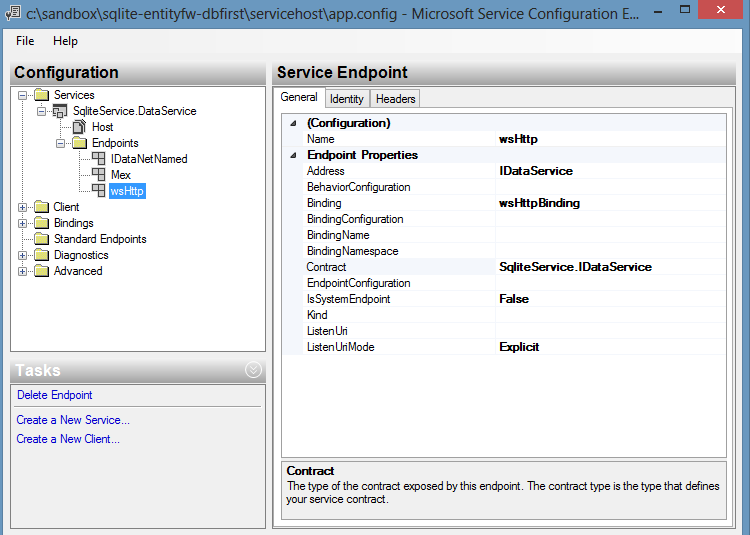 c:\sandbox\sqlite-entityfw-dbfirst\servicehost\app.config - Microsoft Service Configuration E...
File Help
Configuration
Services
SqliteService.DataService
Host
Endpoints
IDataNetNamed
Mex
wsHttp
Client
Bindings
Standard Endpoints
Diagnostics
Advanced
Tasks
Delete Endpoint
Create a New Service...
Create a New Client...
Service Endpoint
General Identity Headers
(Configuration)
Name wsHttp
Endpoint Properties
Address IDataService
BehaviorConfiguration
Binding wsHttpBinding
BindingConfiguration
BindingName
BindingNamespace
Contract SqliteService.IDataService
EndpointConfiguration
IsSystemEndpoint False
Kind
ListenUri
ListenUriMode Explicit
Contract
The type of the contract exposed by this endpoint. The contract type is the type that defines
your service contract.